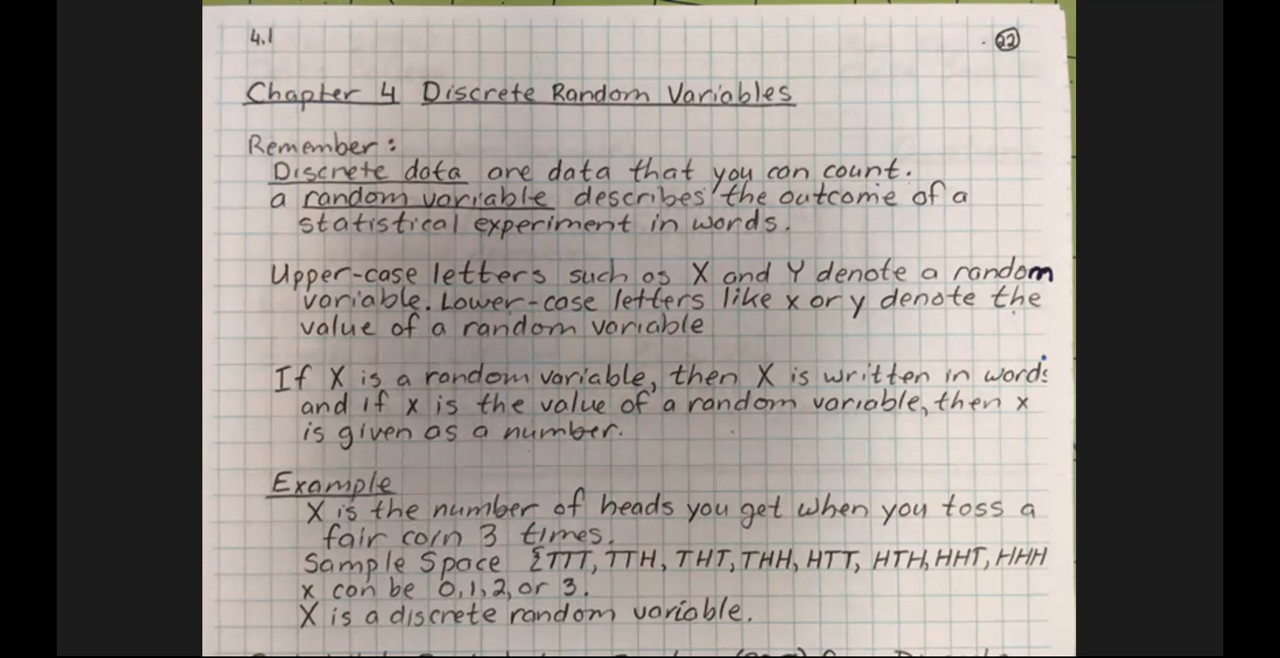 4.1
22
Chapter 4 Discrete Random Variables
Remember:
Discrete data are data that you can count.
a random variable describes the outcome of a
statistical experiment in words.
Upper-case letters such as X and Y denote a random
variable. Lower-case letters like x or y denote the
value of a random variable
If X is a random variable, then X is written in words
and if x is the value of a random variable, then x
is given as a number.
Example
X is the number of heads you get when you toss a
fair coin 3 times.
Sample Space {TTT, TTH, THT, THH, HTT, HTH, HHT, HHH
x can be 0,1,2, or 3.
X is a discrete random variable.